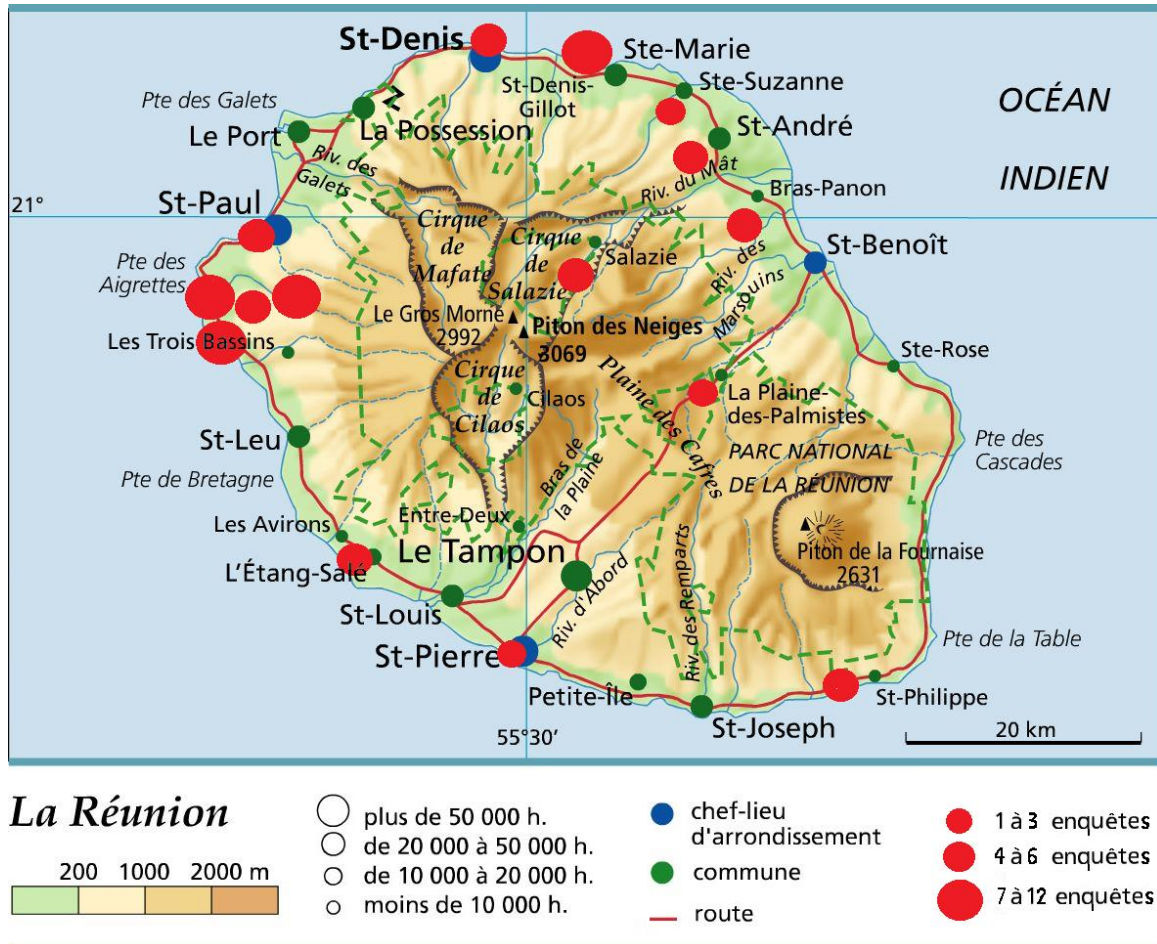 St-Denis
Ste-Marie
St-Denis-
Gillot
Ste-Suzanne
OCÉAN
INDIEN
Pte des Galets
La Possession
Le Port
St-André
Riv. des
Galets
Riv. du Mât
Bras-Panon
21°
St-Paul
Cirque
de
Mafate
Cirque
de
Salazie
Salazie
Riv. des
Marsouins
St-Benoît
Pte des
Aigrettes
Le Gros Morne
2992
Piton des Neiges
3069
Les Trois Bassins
Ste-Rose
Cirque
de
Cilaos
Cilaos
Plaine des Cafres
La Plaine-
des-Palmistes
St-Leu
Bras de
la Plaine
PARC NATIONAL
DE LA RÉUNION
Pte des
Cascades
Pte de Bretagne
Les Avirons
Entre-Deux
Le Tampon
Piton de la Fournaise
2631
L'Étang-Salé
St-Louis
Riv. d'Abord
Riv. des Remparts
St-Pierre
Pte de la Table
Petite-Île
St-Joseph
St-Philippe
55°30'
20 km
La Réunion
200 1000 2000 m
plus de 50 000 h.
de 20 000 à 50 000 h.
de 10 000 à 20 000 h.
moins de 10 000 h.
chef-lieu
d'arrondissement
commune
route
1 à 3 enquêtes
4 à 6 enquêtes
7 à 12 enquêtes